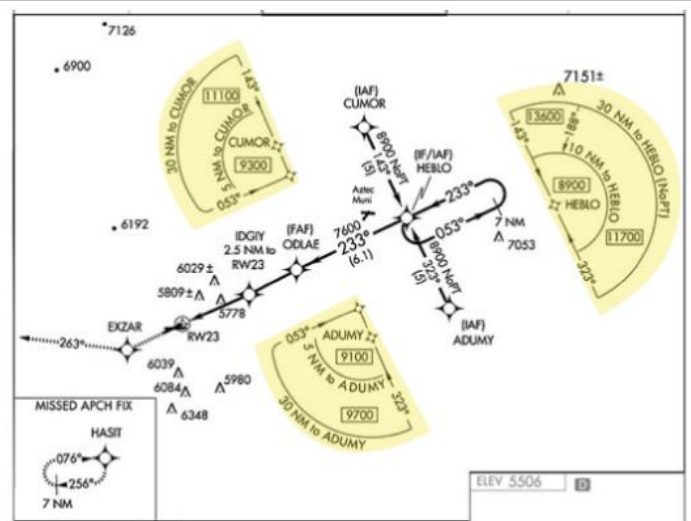 7126
6900
6192
143°
11100
30 NM to CUMOR
5 NM to CUMOR
CUMOR
9300
053°
(IAF)
CUMOR
8900 NoPT
143°
(5)
(IF/IAF)
HEBLO
Aztec
Muni
233°
053°
7 NM
7053
7151±
13600
143°
188°
30 NM to HEBLO (NoPT)
10 NM to HEBLO
8900
HEBLO
11700
323°
7600
233°
(6.1)
(FAF)
ODLAE
IDGIY
2.5 NM to
RW23
8900 NoPT
323°
(5)
(IAF)
ADUMY
6029±
5809±
5778
EXZAR
RW23
263°
6039
6084
5980
6348
053°
ADUMY
9100
5 NM to ADUMY
323°
9700
30 NM to ADUMY
MISSED APCH FIX
HASIT
076°
256°
7 NM
ELEV 5506
D